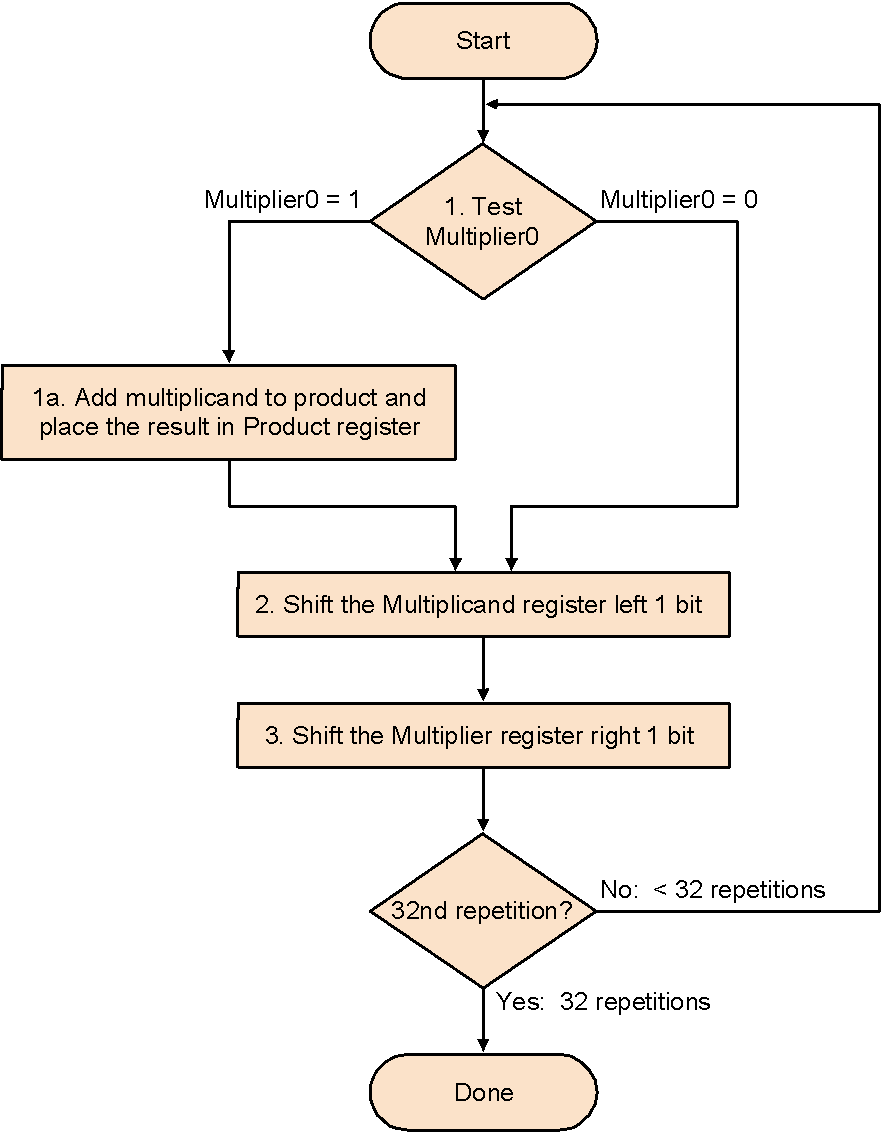 Start
Multiplier0 = 1
1. Test
Multiplier0
Multiplier0 = 0
1a. Add multiplicand to product and
place the result in Product register
2. Shift the Multiplicand register left 1 bit
3. Shift the Multiplier register right 1 bit
32nd repetition?
No:  < 32 repetitions
Yes:  32 repetitions
Done